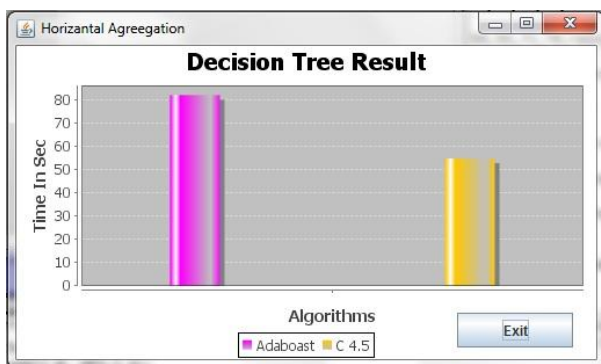 Horizantal Agreegation
Decision Tree Result
Time In Sec
80
70
60
50
40
30
20
10
0
Algorithms
Adaboast C 4.5
Exit